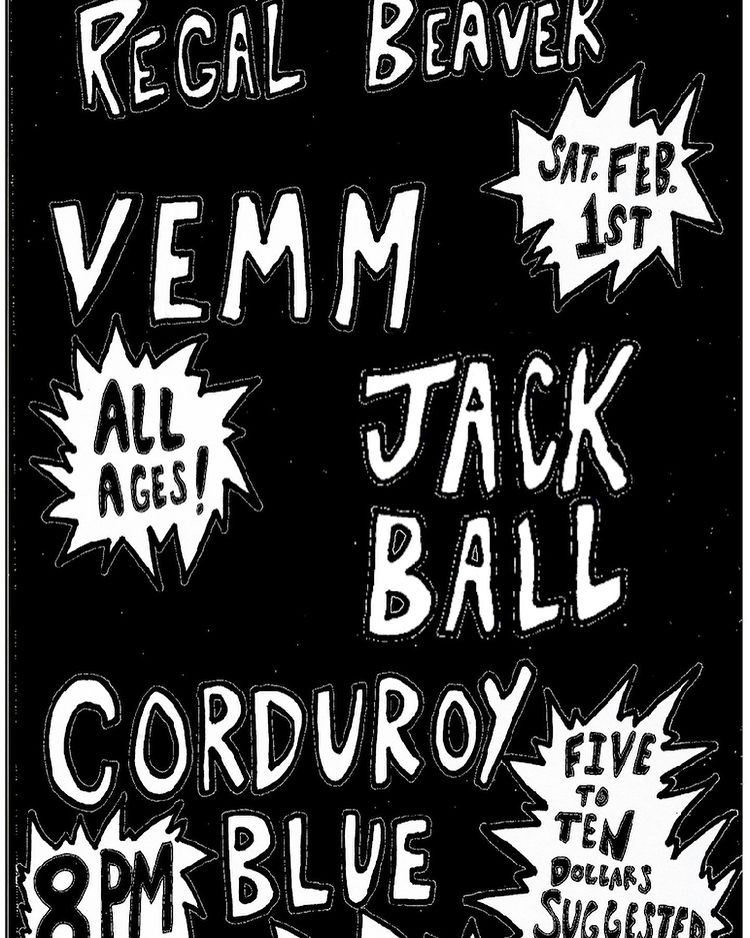 REGAL BEAVER
SAT. FEB.
1ST
VEMM
ALL
AGES!
JACK
BALL
CORDUROY
BLUE
FIVE
TO
TEN
DOLLARS
SUGGESTED
8PM